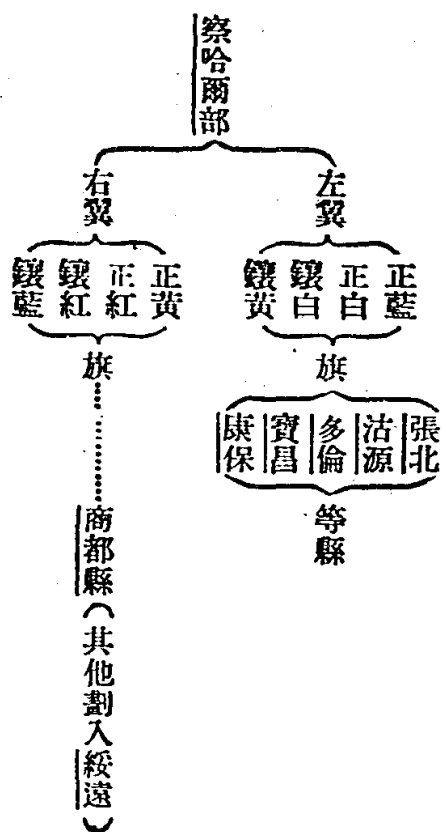 察哈爾部
左翼
正藍
正白
鑲白
鑲黃
旗
張北
沽源
多倫
寶昌
康保
等縣
右翼
正黃
正紅
鑲紅
鑲藍
旗………商都縣(其他劃入綏遠)